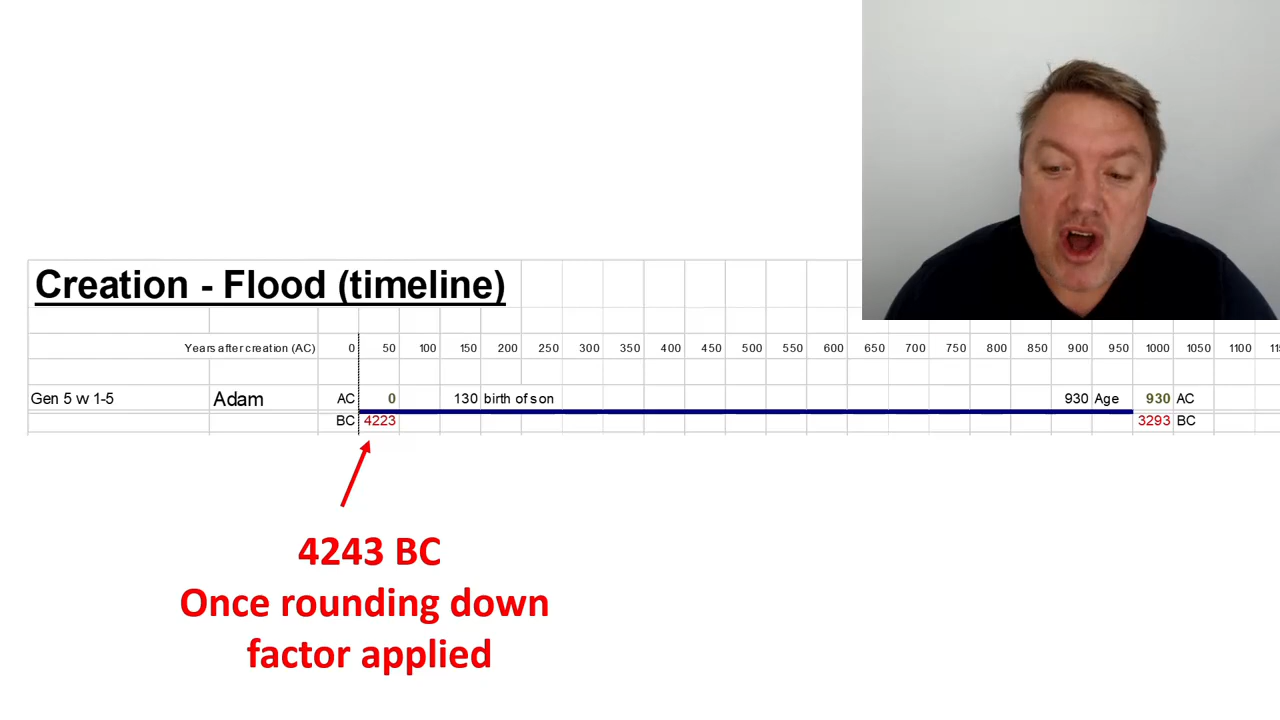 Creation - Flood (timeline)
Years after creation (AC) 0 50 100 150 200 250 300 350 400 450 500 550 600 650 700 750 800 850 900 950 1000 1050 1100
Gen 5 w 1-5 Adam AC 0 130 birth of son 930 Age 930 AC
BC 4223 3293 BC
4243 BC
Once rounding down
factor applied